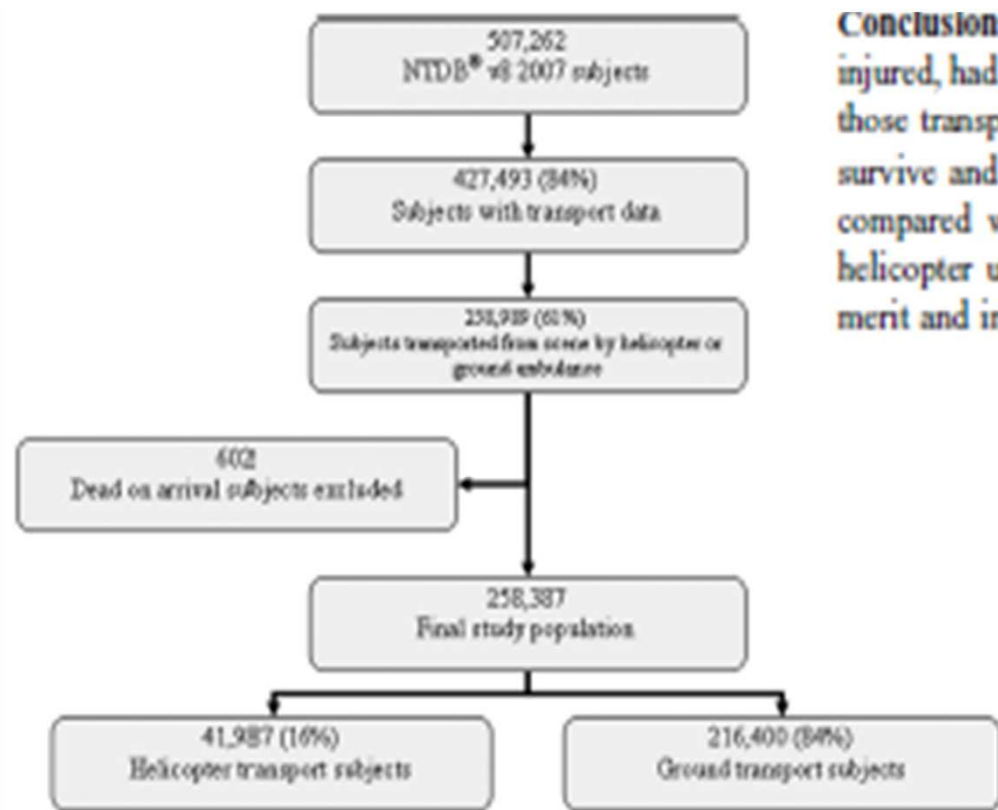 507,262
NTDB® v8 2007 subjects
427,493 (84%)
Subjects with transport data
258,989 (61%)
Subjects transported from scene by helicopter or
ground ambulance
602
Dead on arrival subjects excluded
258,387
Final study population
41,987 (16%)
Helicopter transport subjects
216,400 (84%)
Ground transport subjects
Conclusion
injured, had
those transp
survive and
compared v
helicopter u
merit and in